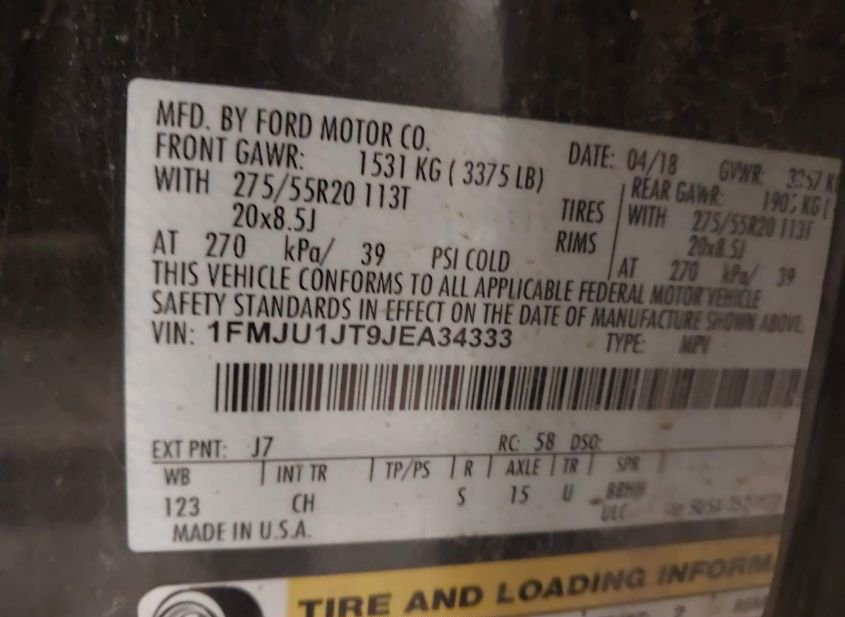 MFD. BY FORD MOTOR CO.
DATE: 04/18 GVWR:
FRONT GAWR: 1531 KG ( 3375 LB)
REAR GAWR: KG (
WITH 275/55R20 113T TIRES
WITH 275/55R20 113T
20x8.5J RIMS
20x8.5J
AT 270 kPa/ 39 PSI COLD
AT 270 kPa/ 39
THIS VEHICLE CONFORMS TO ALL APPLICABLE FEDERAL MOTOR VEHICLE
SAFETY STANDARDS IN EFFECT ON THE DATE OF MANUFACTURE SHOWN ABOVE.
VIN: 1FMJU1JT9JEA34333 TYPE: MPV
EXT PNT: J7 RC: 58 DSO:
WB | INT TR | TP/PS | R | AXLE | TR | SPR
123 CH S 15 U
MADE IN U.S.A. ULC
TIRE AND LOADING